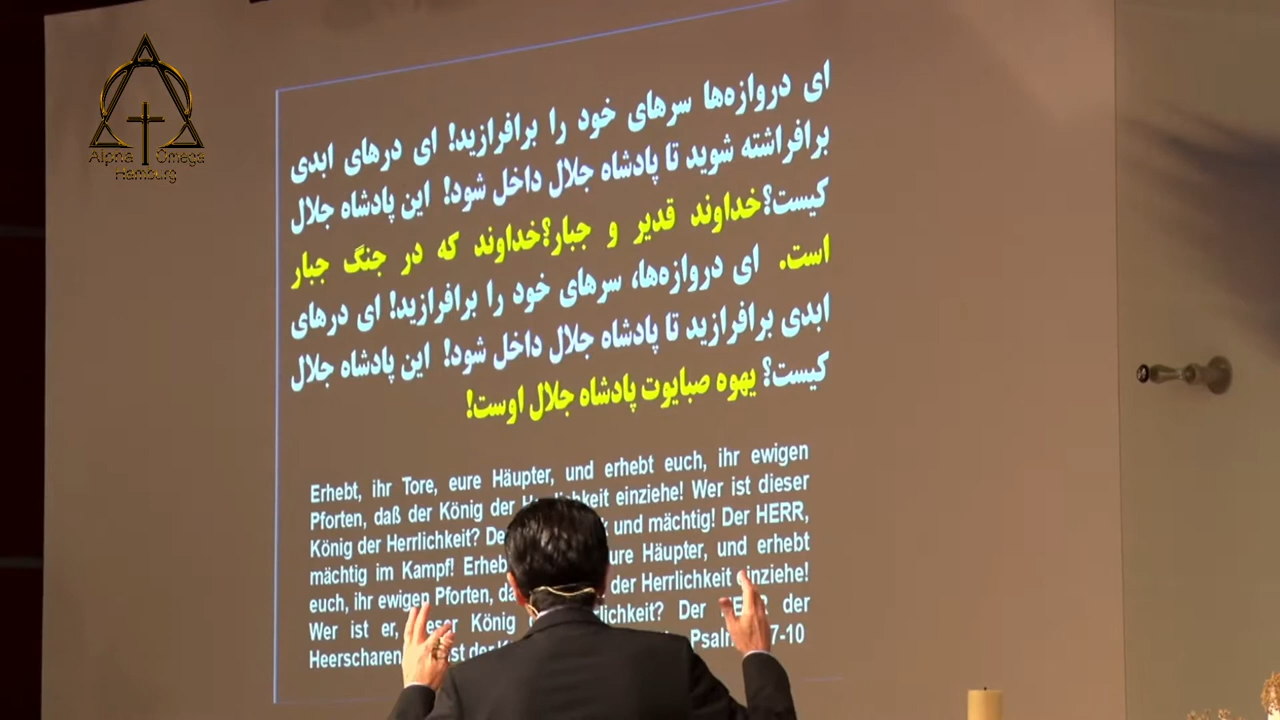 Alpha Omega
Hamburg
ای دروازه‌ها سرهای خود را برافرازید! ای درهای ابدی
برافراشته شوید تا پادشاه جلال داخل شود! این پادشاه جلال
کیست؟خداوند قدیر و جبار؟خداوند که در جنگ جبار
است. ای دروازه‌ها، سرهای خود را برافرازید! ای درهای
ابدی برافرازید تا پادشاه جلال داخل شود! این پادشاه جلال
کیست؟ یهوه صبایوت پادشاه جلال اوست!
Erhebt, ihr Tore, eure Häupter, und erhebt euch, ihr ewigen
Pforten, daß der König der einziehe! Wer ist dieser
König der Herrlichkeit? und mächtig! Der HERR,
mächtig im Kampf! Häupter, und erhebt
euch, ihr ewigen Pforten, der Herrlichkeit einziehe!
Wer ist er, König Der der
Heerscharen,